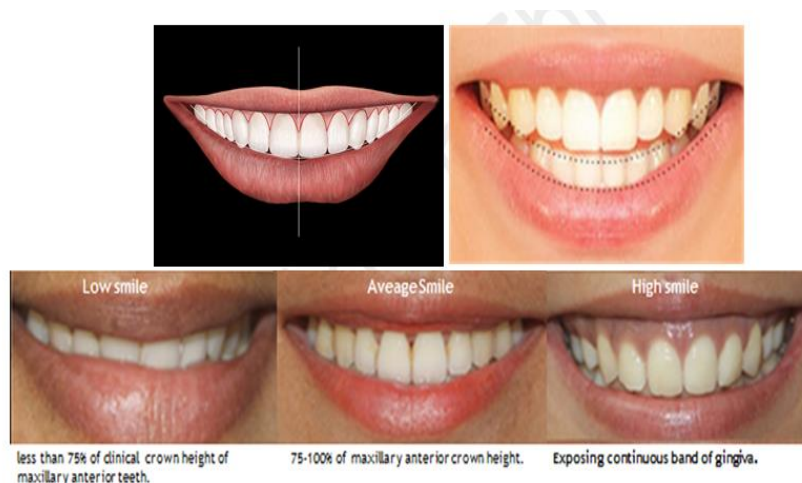 Low smile
Aveage Smile
High smile
less than 75% of clinical crown height of
maxillary anterior teeth.
75-100% of maxillary anterior crown height.
Exposing continuous band of gingiva.